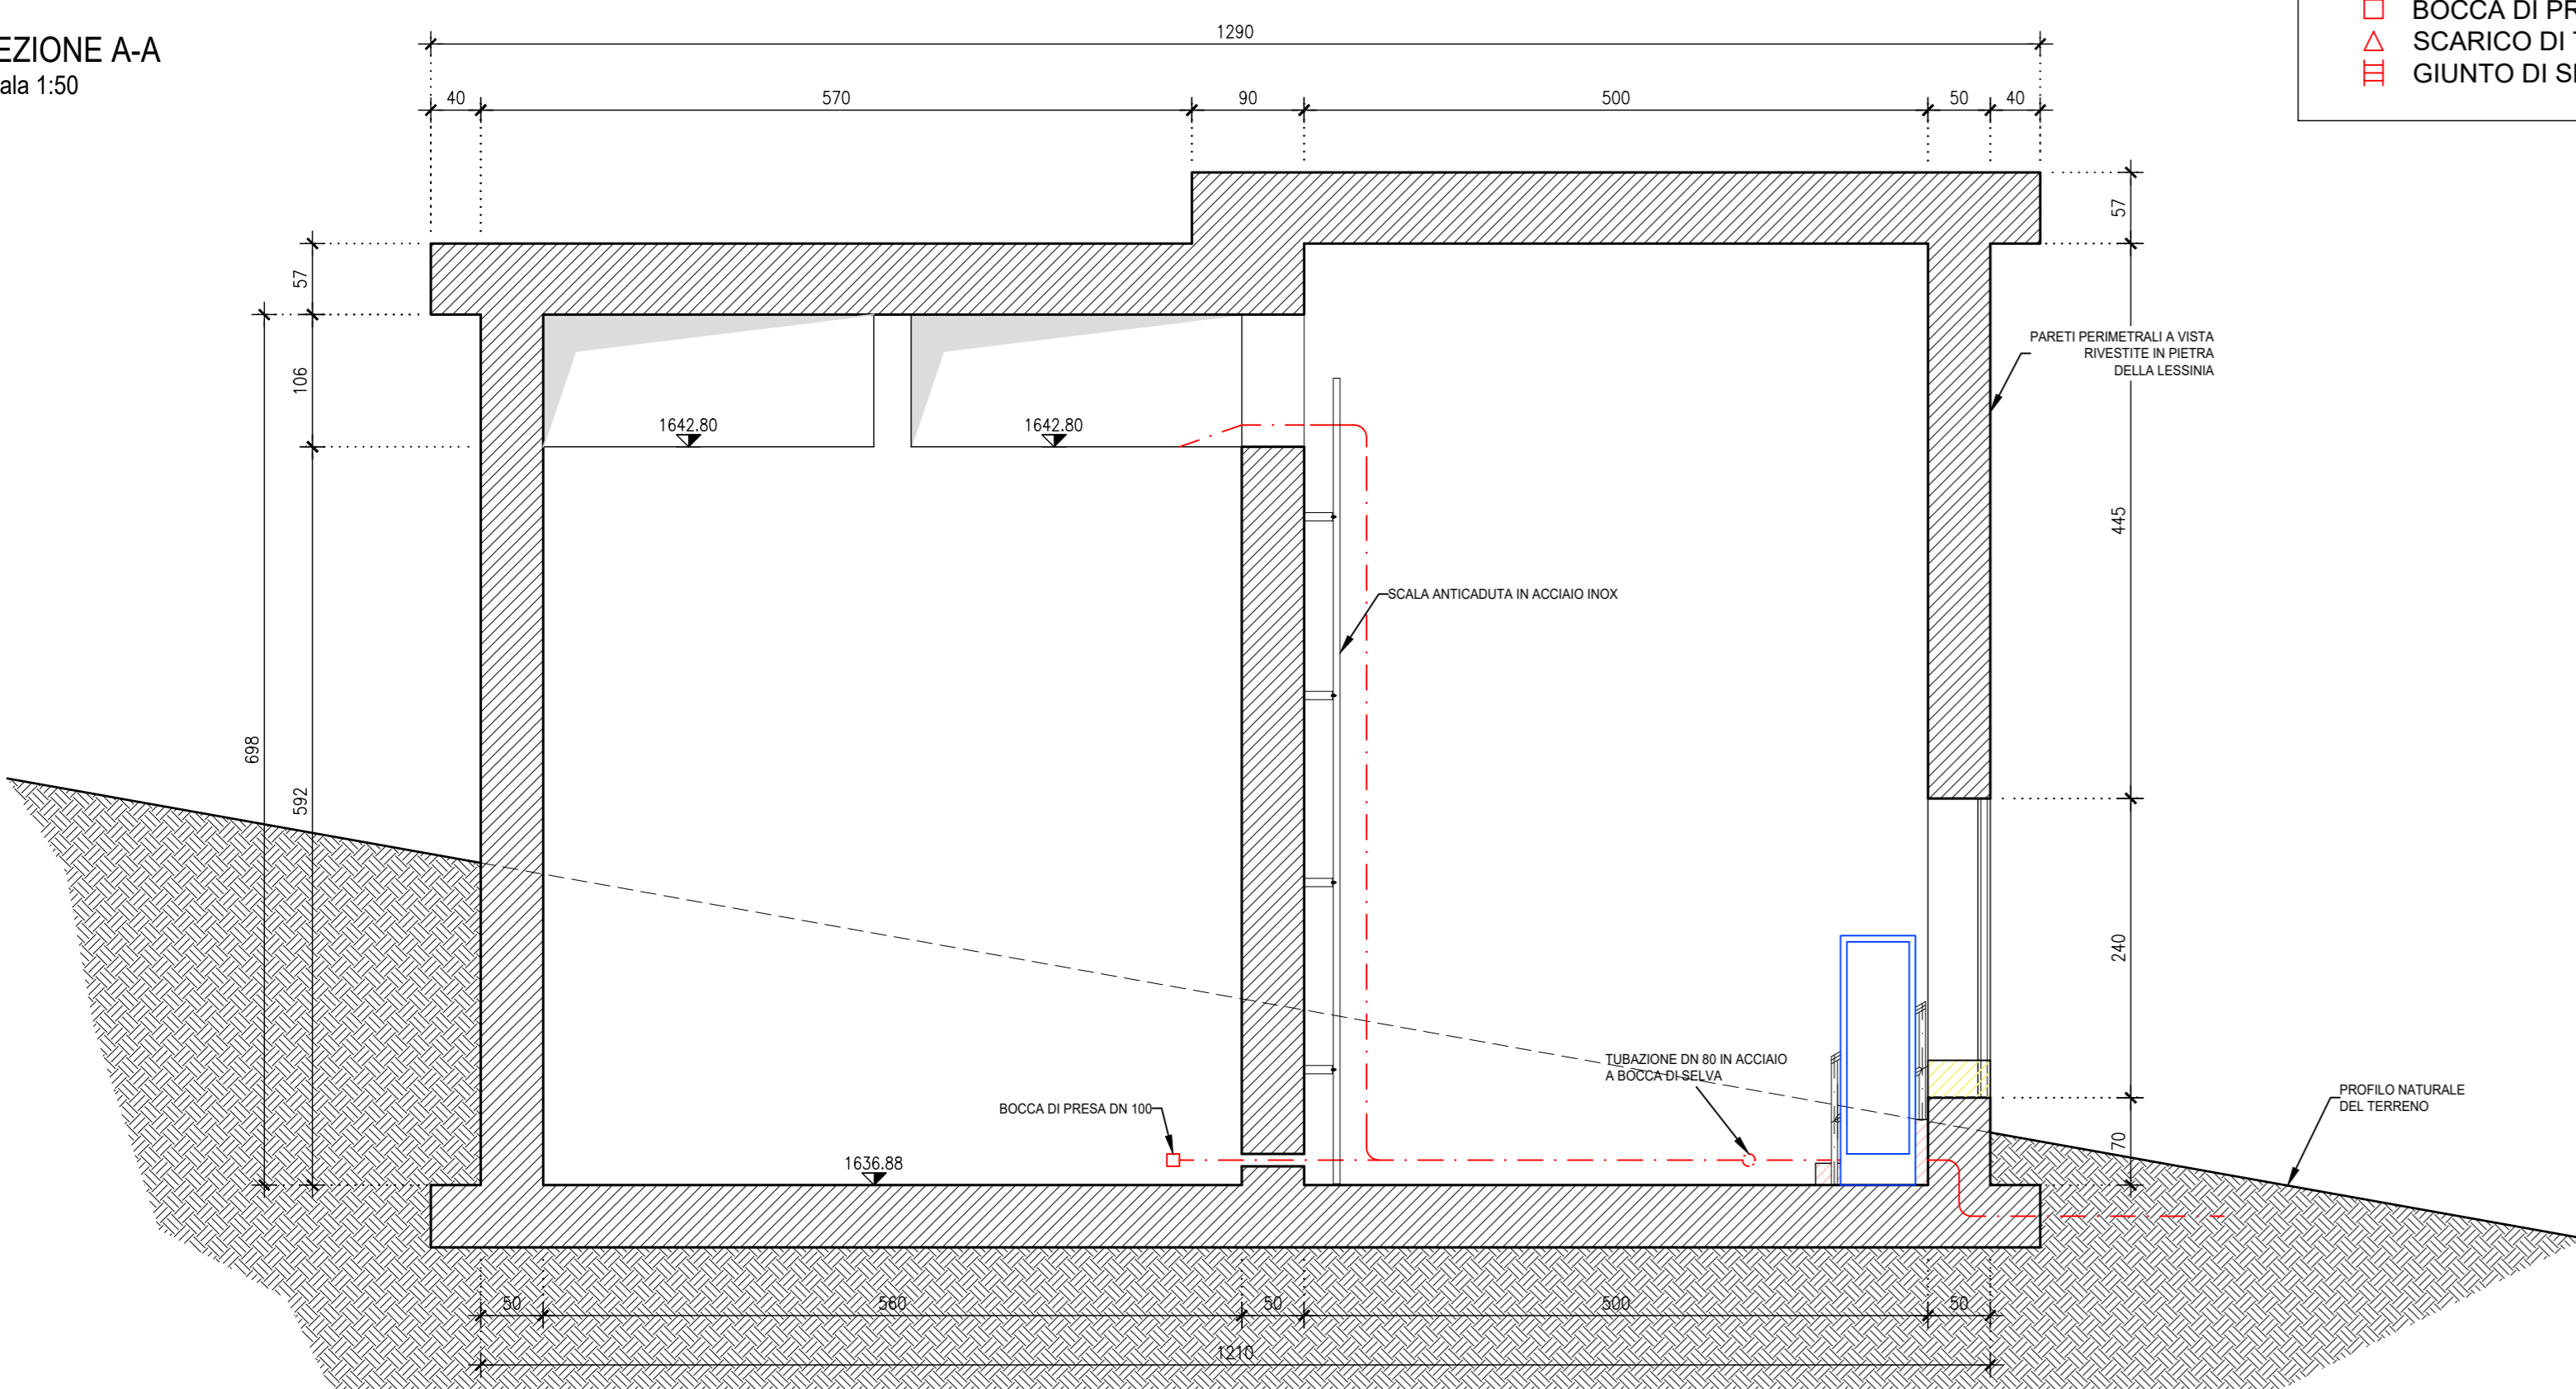 EZIONE A-A
ala 1:50
1290
40
570
90
500
50
40
BOCCA DI PR
SCARICO DI
GIUNTO DI S
57
57
106
698
592
445
240
70
PARETI PERIMETRALI A VISTA
RIVESTITE IN PIETRA
DELLA LESSINIA
1642.80
1642.80
SCALA ANTICADUTA IN ACCIAIO INOX
TUBAZIONE DN 80 IN ACCIAIO
A BOCCA DI SELVA
BOCCA DI PRESA DN 100
1636.88
PROFILO NATURALE
DEL TERRENO
50
560
50
500
50
1210